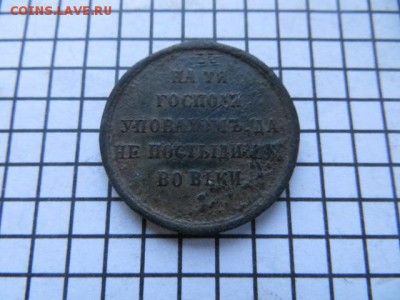 COINS.LAVE.RU
НА ТЯ
ГОСПОДИ
УПОВАХОМЪ, ДА
НЕ ПОСТЫДИМСЯ
ВО ВѢКИ